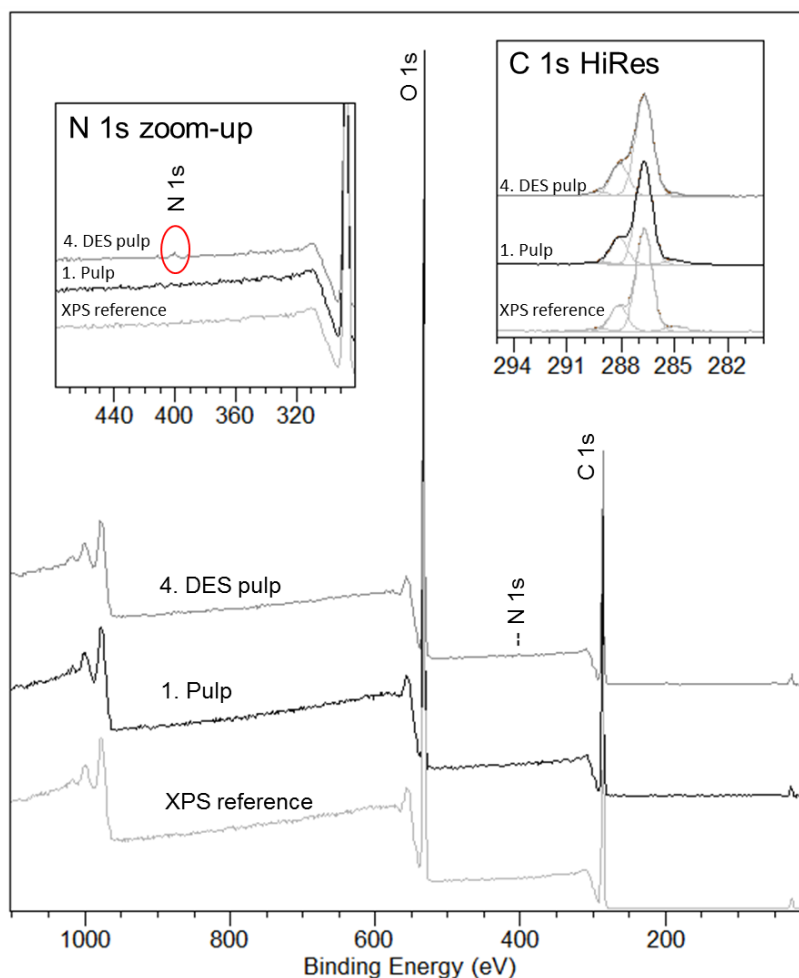 N 1s zoom-up
N 1s
4. DES pulp
1. Pulp
XPS reference
440 400 360 320
O 1s
C 1s HiRes
4. DES pulp
1. Pulp
XPS reference
294 291 288 285 282
C 1s
-- N 1s
4. DES pulp
1. Pulp
XPS reference
1000 800 600 400 200
Binding Energy (eV)